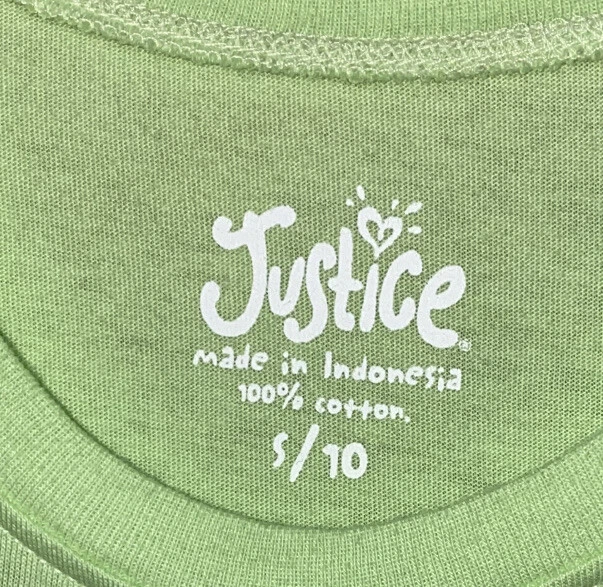 Justice®
made in Indonesia
100% cotton.
S/10